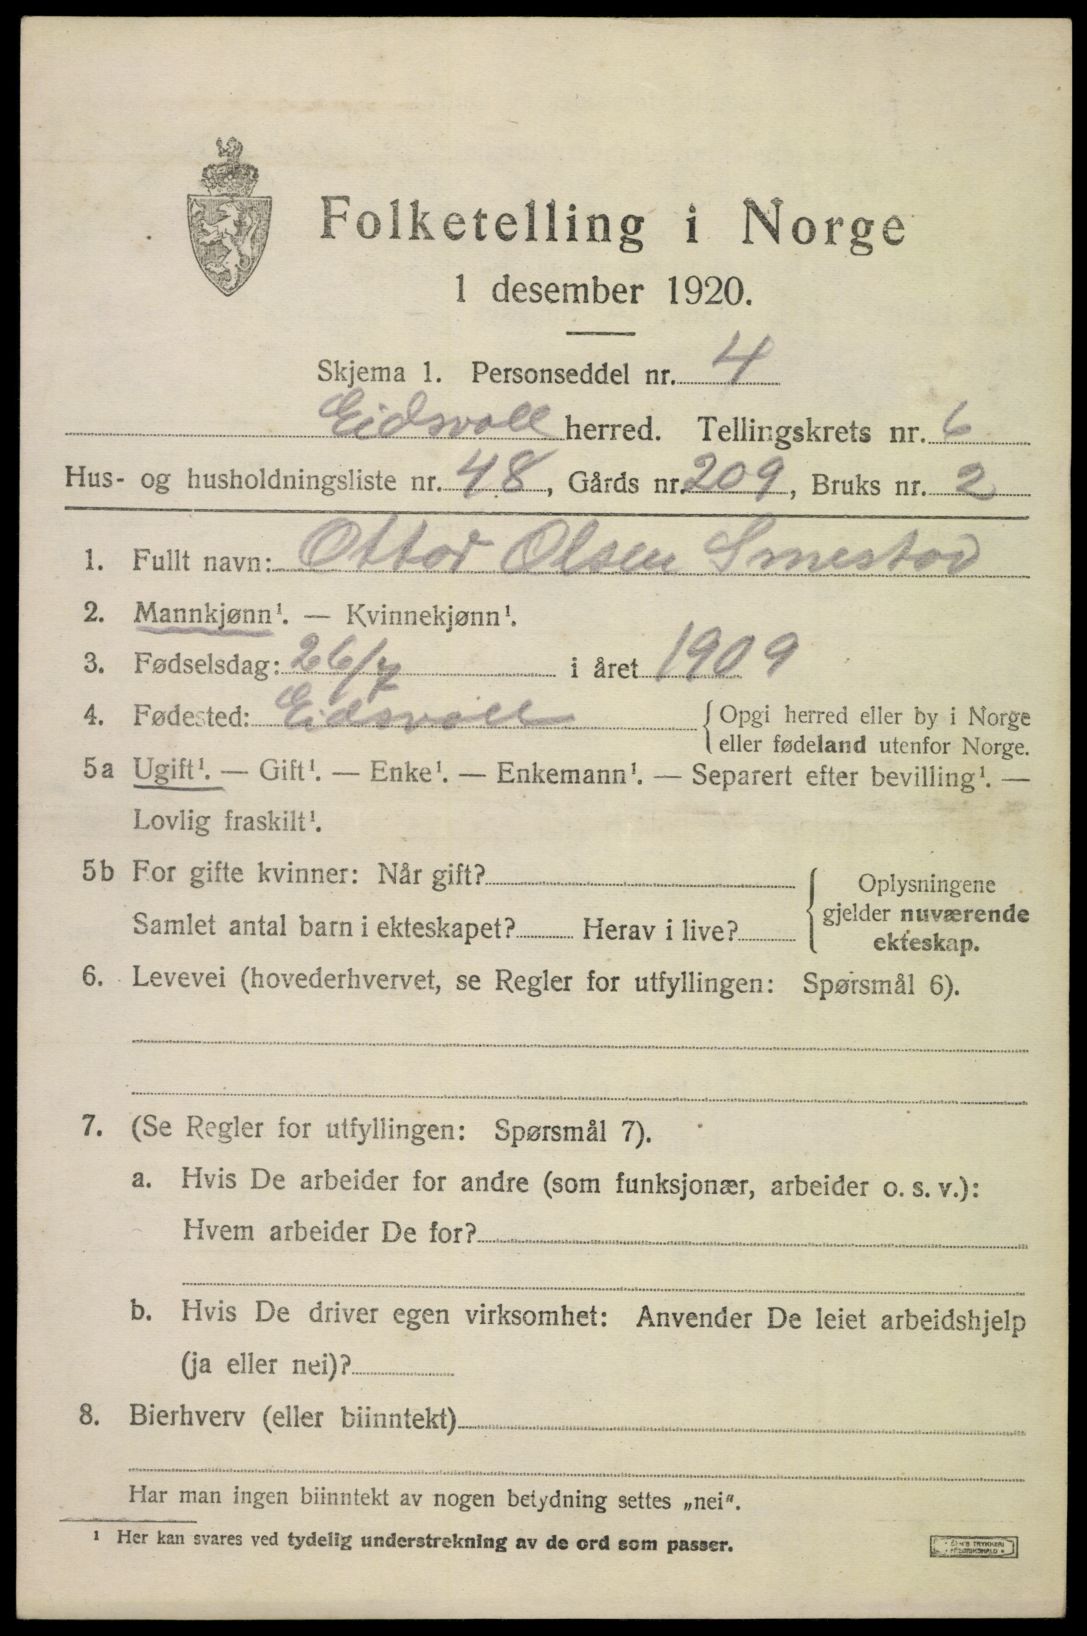 Folketelling i Norge
1 desember 1920.
Skjema 1. Personseddel nr. 4
Eidsvoll herred. Tellingskrets nr. 6
Hus- og husholdningsliste nr. 48, Gårds nr. 209, Bruks nr. 2
1. Fullt navn: Ottar Olsen Smestad
2. Mannkjønn¹. — Kvinnekjønn¹.
3. Fødselsdag: 26/7 i året 1909
4. Fødested: Eidsvoll {Opgi herred eller by i Norge
eller fødeland utenfor Norge.
5a Ugift¹. — Gift¹. — Enke¹. — Enkemann¹. — Separert efter bevilling¹. —
Lovlig fraskilt¹.
5b For gifte kvinner: Når gift? {Oplysningene
gjelder nuværende
Samlet antal barn i ekteskapet? Herav i live?
ekteskap.
6. Levevei (hovederhvervet, se Regler for utfyllingen: Spørsmål 6).
7. (Se Regler for utfyllingen: Spørsmål 7).
a. Hvis De arbeider for andre (som funksjonær, arbeider o. s. v.):
Hvem arbeider De for?
b. Hvis De driver egen virksomhet: Anvender De leiet arbeidshjelp
(ja eller nei)?
8. Bierhverv (eller biinntekt)
Har man ingen biinntekt av nogen betydning settes „nei".
¹ Her kan svares ved tydelig understrekning av de ord som passer.